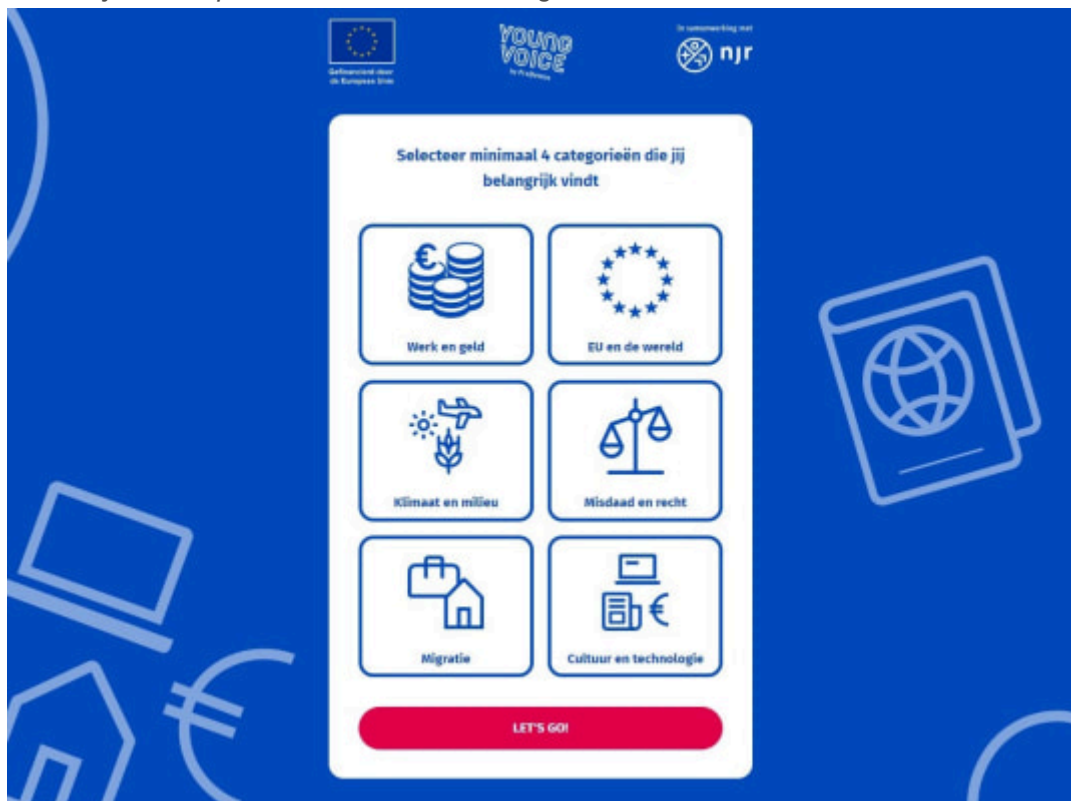 Gefinancierd door
de Europese Unie
YOUNG
VOICE
by ProDemos
In samenwerking met
njr
Selecteer minimaal 4 categorieën die jij
belangrijk vindt
Werk en geld
EU en de wereld
Klimaat en milieu
Misdaad en recht
Migratie
Cultuur en technologie
LET'S GO!